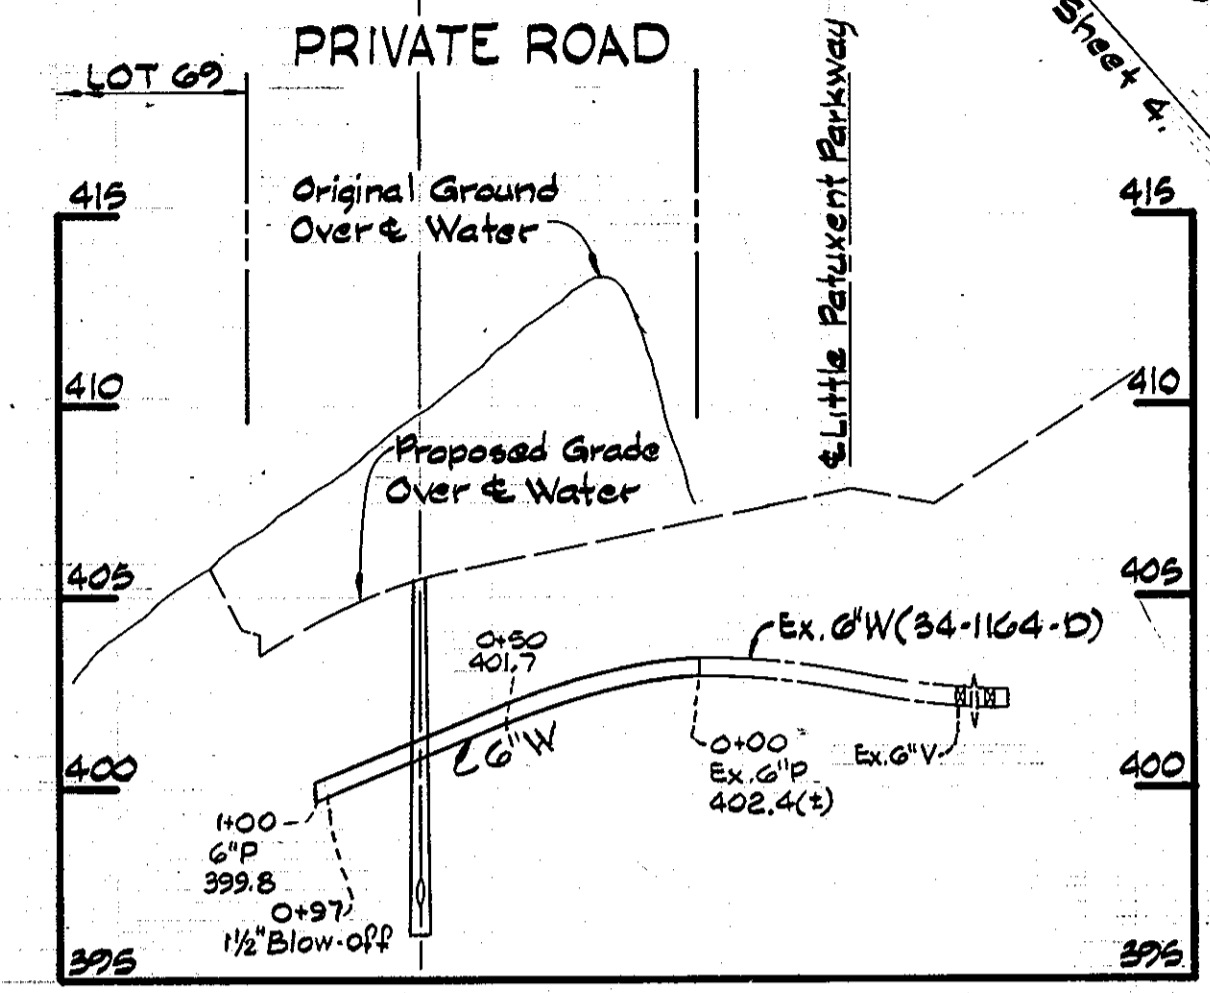 PRIVATE ROAD
LOT 69
Sheet 4.
℄ Little Patuxent Parkway
415
Original Ground
Over ℄ Water
415
410
410
Proposed Grade
Over ℄ Water
405
405
0+50
401.7
Ex. 6"W(34-1164-D)
6"W
400
0+00
Ex. 6"P
402.4(±)
Ex. 6"V
400
1+00
6"P
399.8
0+97
1½" Blow-off
395
395